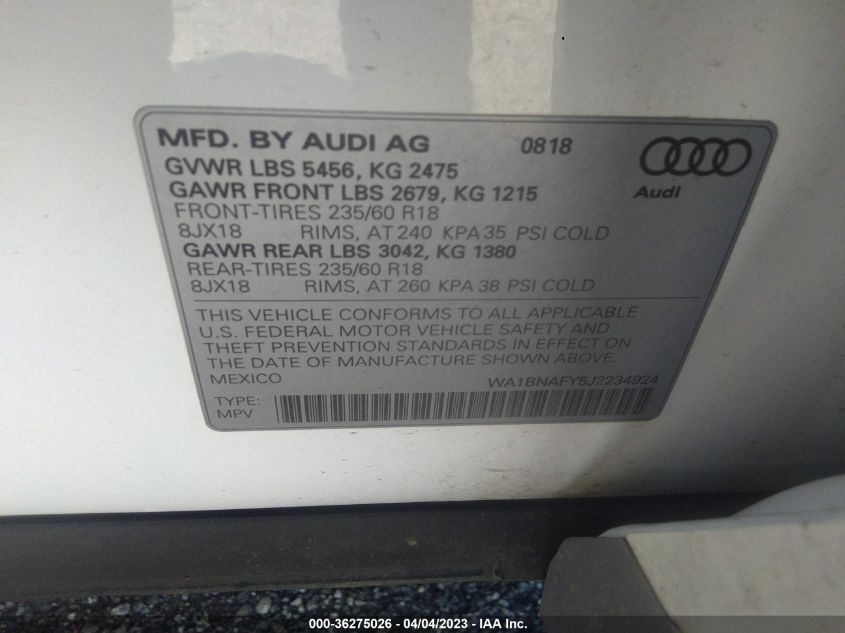 MFD. BY AUDI AG 0818
GVWR LBS 5456, KG 2475
GAWR FRONT LBS 2679, KG 1215
Audi
FRONT-TIRES 235/60 R18
8JX18 RIMS, AT 240 KPA 35 PSI COLD
GAWR REAR LBS 3042, KG 1380
REAR-TIRES 235/60 R18
8JX18 RIMS, AT 260 KPA 38 PSI COLD
THIS VEHICLE CONFORMS TO ALL APPLICABLE
U.S. FEDERAL MOTOR VEHICLE SAFETY AND
THEFT PREVENTION STANDARDS IN EFFECT ON
THE DATE OF MANUFACTURE SHOWN ABOVE.
MEXICO WA1BNAFY5J2234924
TYPE:
MPV
000-36275026 - 04/04/2023 - IAA Inc.